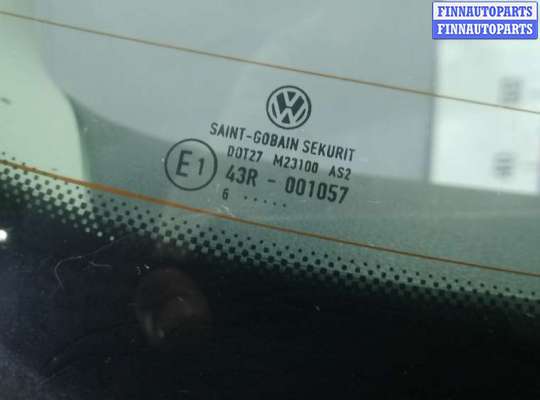 FINNAUTOPARTS
FINNAUTOPARTS
SAINT-GOBAIN SEKURIT
DOT27 M23100 AS2
E1
43R - 001057
6 .....